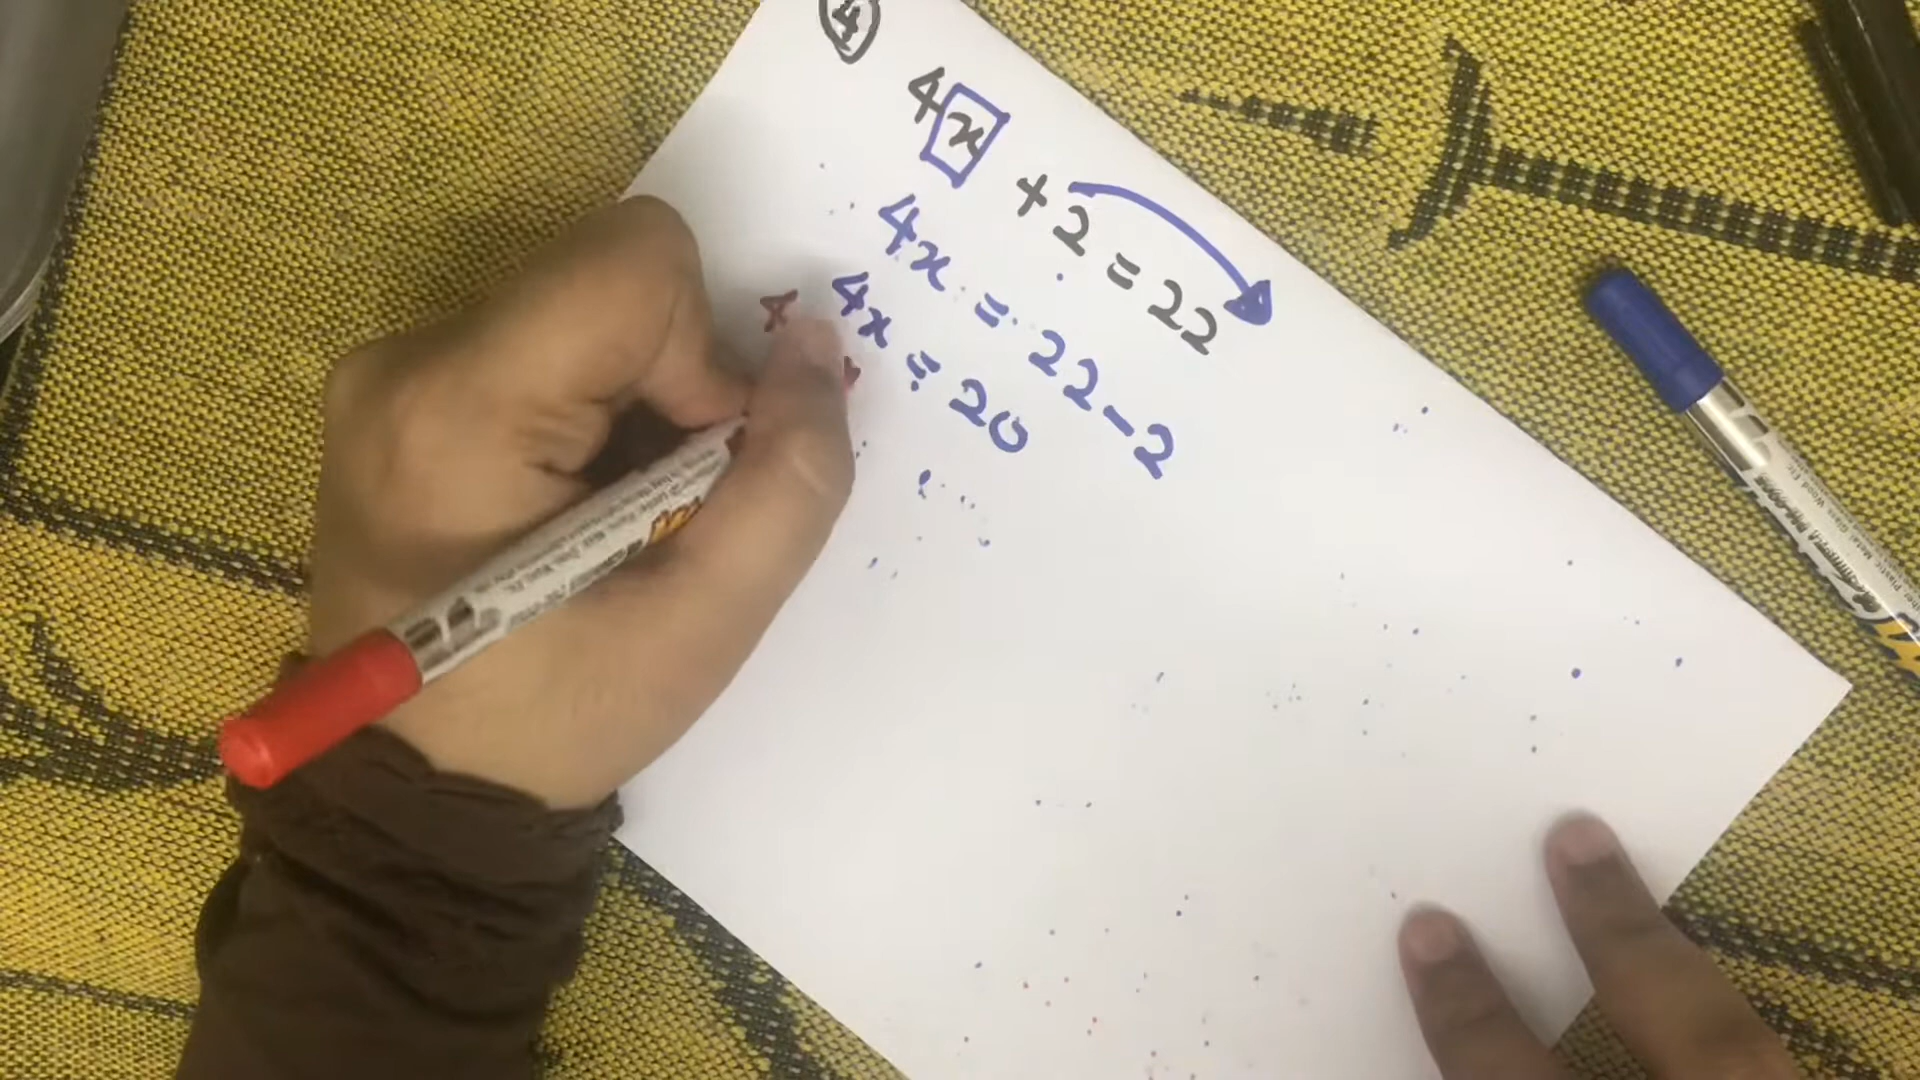 4
4x + 2 = 22
4x = 22 - 2
4x = 20